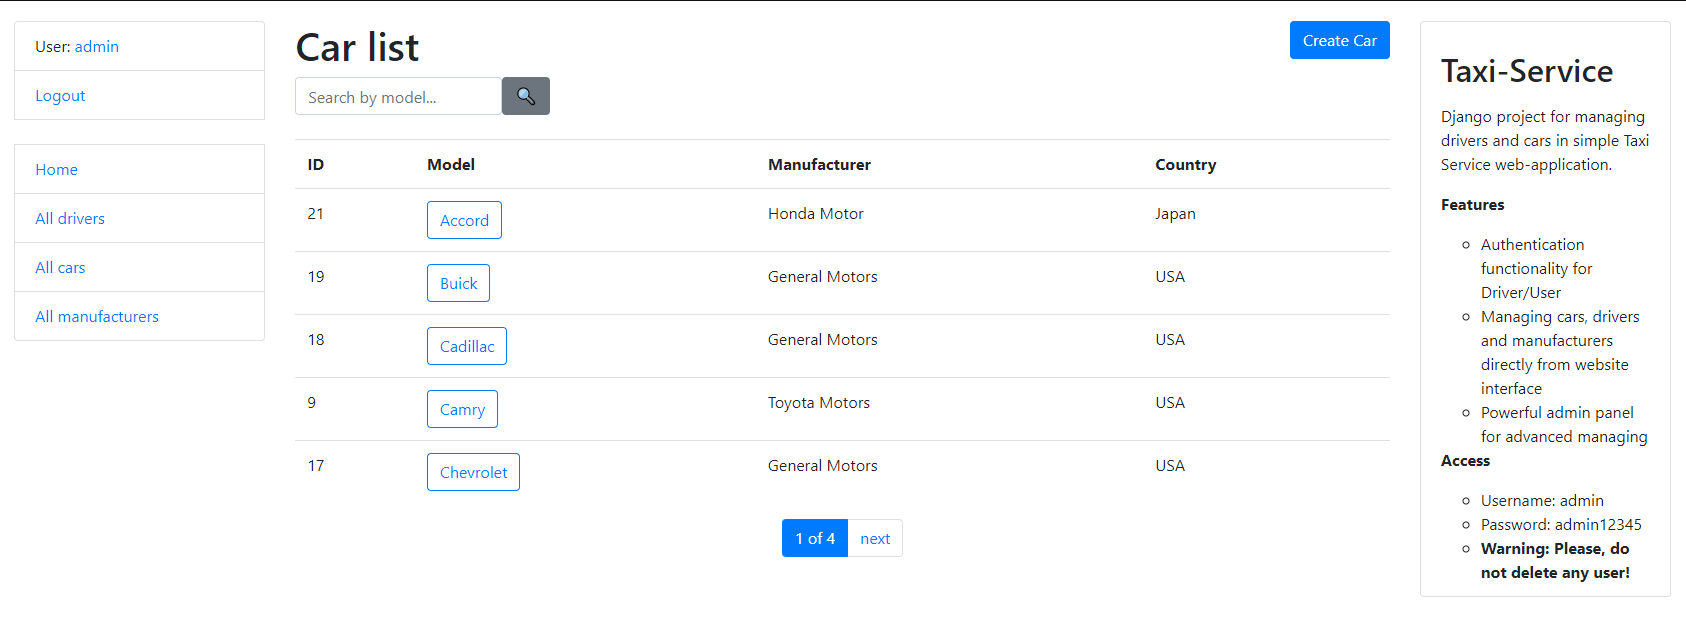 User: admin
Logout
Home
All drivers
All cars
All manufacturers
Car list
Create Car
Search by model...
ID Model Manufacturer Country
21 Accord Honda Motor Japan
19 Buick General Motors USA
18 Cadillac General Motors USA
9 Camry Toyota Motors USA
17 Chevrolet General Motors USA
1 of 4 next
Taxi-Service
Django project for managing
drivers and cars in simple Taxi
Service web-application.
Features
Authentication
functionality for
Driver/User
Managing cars, drivers
and manufacturers
directly from website
interface
Powerful admin panel
for advanced managing
Access
Username: admin
Password: admin12345
Warning: Please, do
not delete any user!